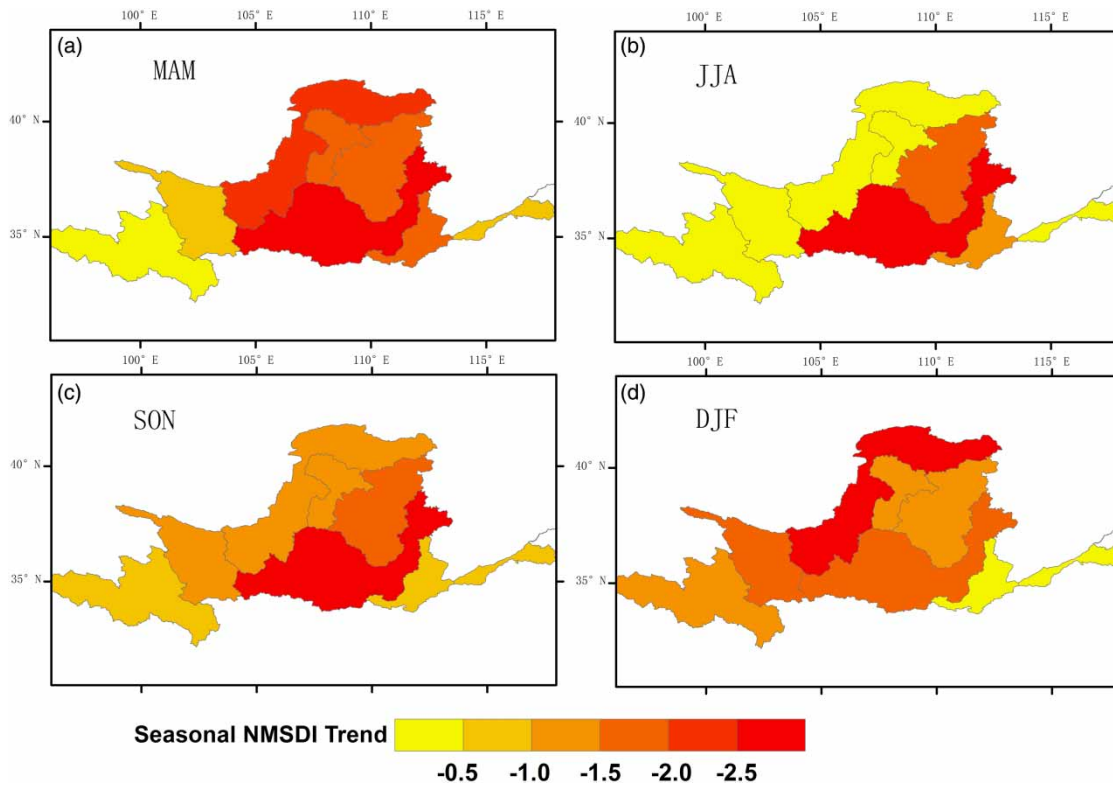 100° E 105° E 110° E 115° E 100° E 105° E 110° E 115° E
(a) MAM
40° N
35° N
(b) JJA
40° N
35° N
100° E 105° E 110° E 115° E 100° E 105° E 110° E 115° E
(c) SON
40° N
35° N
(d) DJF
40° N
35° N
Seasonal NMSDI Trend
-0.5 -1.0 -1.5 -2.0 -2.5